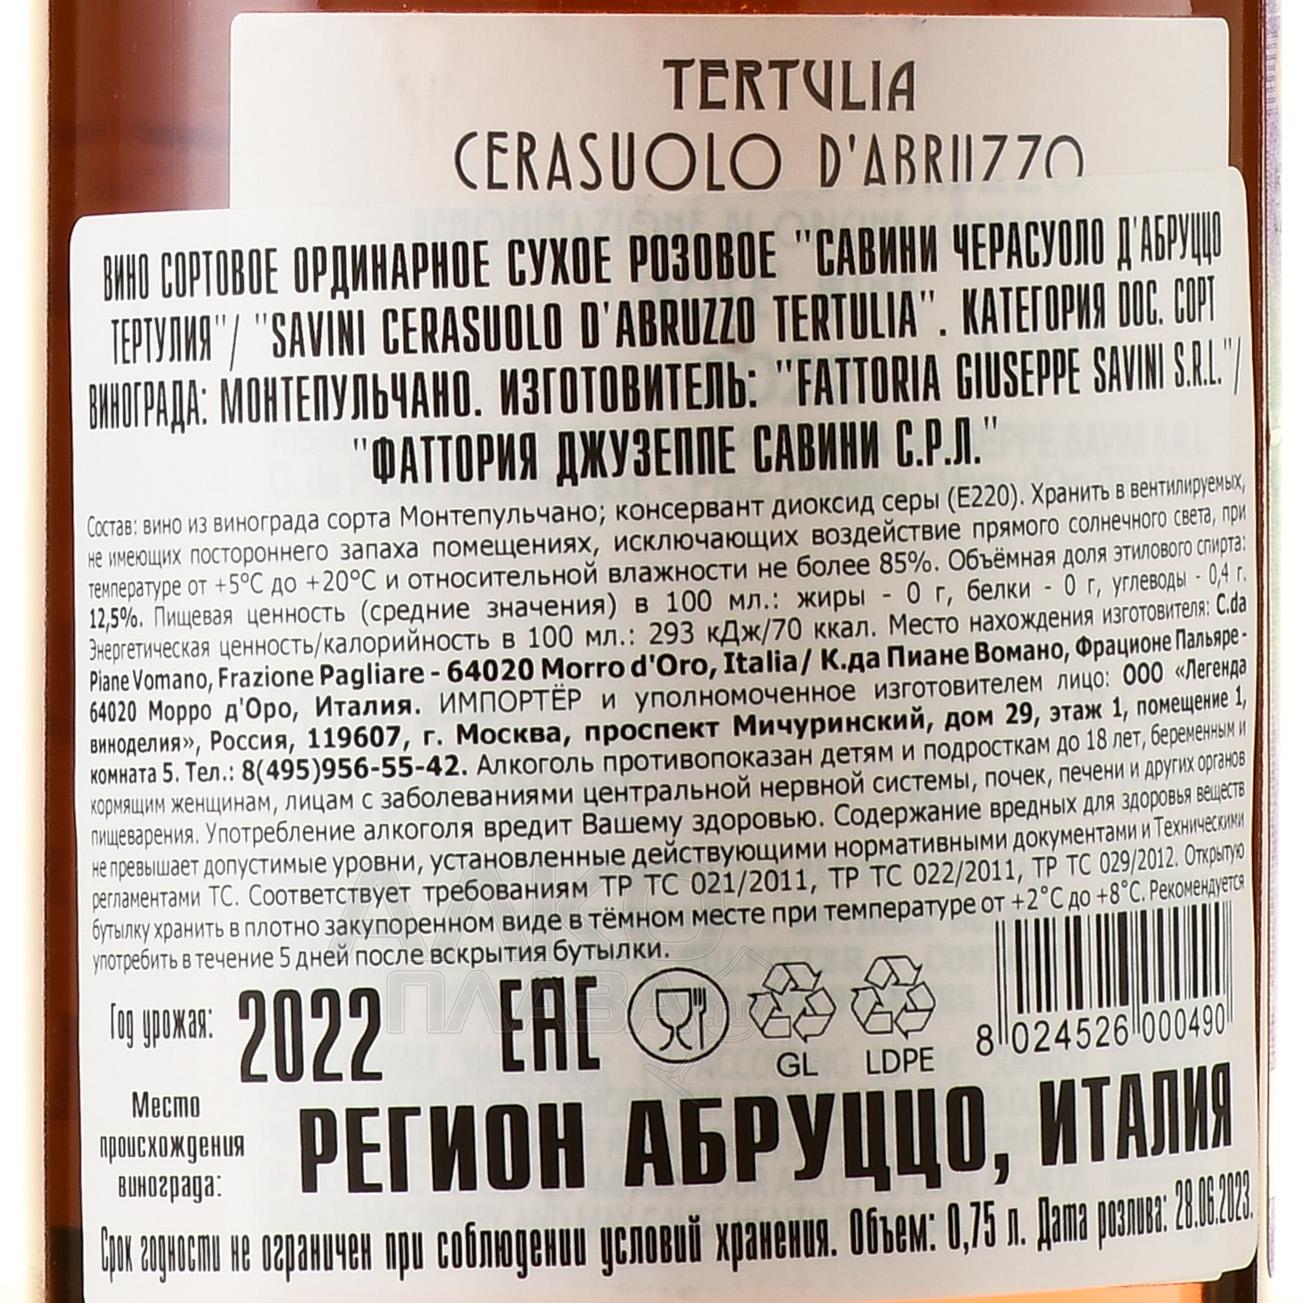 TERTULIA
CERASUOLO D'ABRUZZO
ВИНО СОРТОВОЕ ОРДИНАРНОЕ СУХОЕ РОЗОВОЕ "САВИНИ ЧЕРАСУОЛО Д'АБРУЦЦО
ТЕРТУЛИЯ"/ "SAVINI CERASUOLO D'ABRUZZO TERTULIA". КАТЕГОРИЯ DOC. СОРТ
ВИНОГРАДА: МОНТЕПУЛЬЧАНО. ИЗГОТОВИТЕЛЬ: "FATTORIA GIUSEPPE SAVINI S.R.L."/
"ФАТТОРИЯ ДЖУЗЕППЕ САВИНИ С.Р.Л."
Состав: вино из винограда сорта Монтепульчано; консервант диоксид серы (Е220). Хранить в вентилируемых,
не имеющих постороннего запаха помещениях, исключающих воздействие прямого солнечного света, при
температуре от +5°С до +20°С и относительной влажности не более 85%. Объёмная доля этилового спирта:
12,5%. Пищевая ценность (средние значения) в 100 мл.: жиры - 0 г, белки - 0 г, углеводы - 0,4 г.
Энергетическая ценность/калорийность в 100 мл.: 293 кДж/70 ккал. Место нахождения изготовителя: C.da
Piane Vomano, Frazione Pagliare - 64020 Morro d'Oro, Italia/ К.да Пиане Вомано, Фрационе Пальяре -
64020 Морро д'Оро, Италия. ИМПОРТЁР и уполномоченное изготовителем лицо: ООО «Легенда
виноделия», Россия, 119607, г. Москва, проспект Мичуринский, дом 29, этаж 1, помещение 1,
комната 5. Тел.: 8(495)956-55-42. Алкоголь противопоказан детям и подросткам до 18 лет, беременным и
кормящим женщинам, лицам с заболеваниями центральной нервной системы, почек, печени и других органов
пищеварения. Употребление алкоголя вредит Вашему здоровью. Содержание вредных для здоровья веществ
не превышает допустимые уровни, установленные действующими нормативными документами и Техническими
регламентами ТС. Соответствует требованиям ТР ТС 021/2011, ТР ТС 022/2011, ТР ТС 029/2012. Открытую
бутылку хранить в плотно закупоренном виде в тёмном месте при температуре от +2°С до +8°С. Рекомендуется
употребить в течение 5 дней после вскрытия бутылки.
Год урожая: 2022 EAC
GL LDPE
8 024526 000490
Место
происхождения
винограда:
РЕГИОН АБРУЦЦО, ИТАЛИЯ
Срок годности не ограничен при соблюдении условий хранения. Объем: 0,75 л. Дата розлива: 28.06.2023.